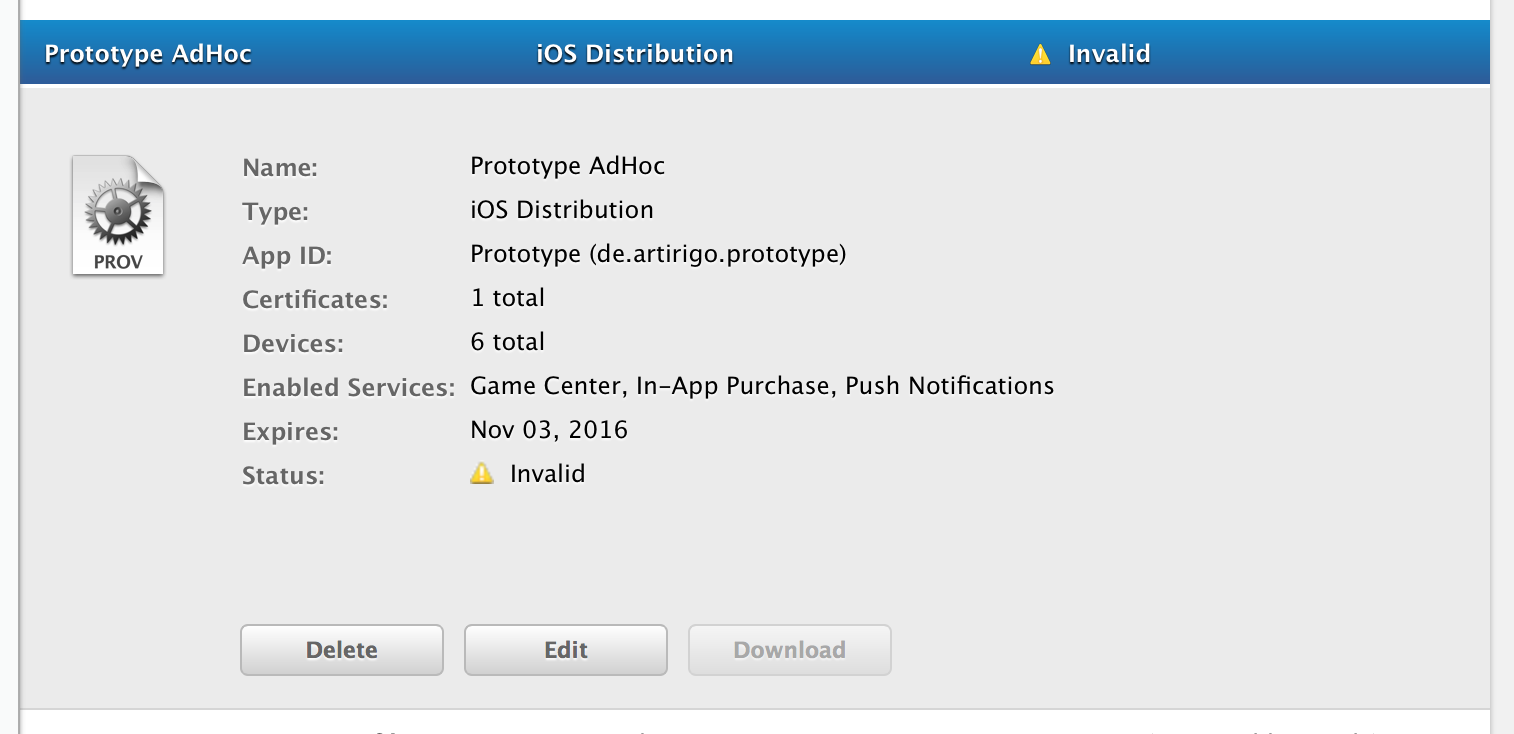 Prototype AdHoc iOS Distribution Invalid
PROV
Name: Prototype AdHoc
Type: iOS Distribution
App ID: Prototype (de.artirigo.prototype)
Certificates: 1 total
Devices: 6 total
Enabled Services: Game Center, In-App Purchase, Push Notifications
Expires: Nov 03, 2016
Status: Invalid
Delete Edit Download